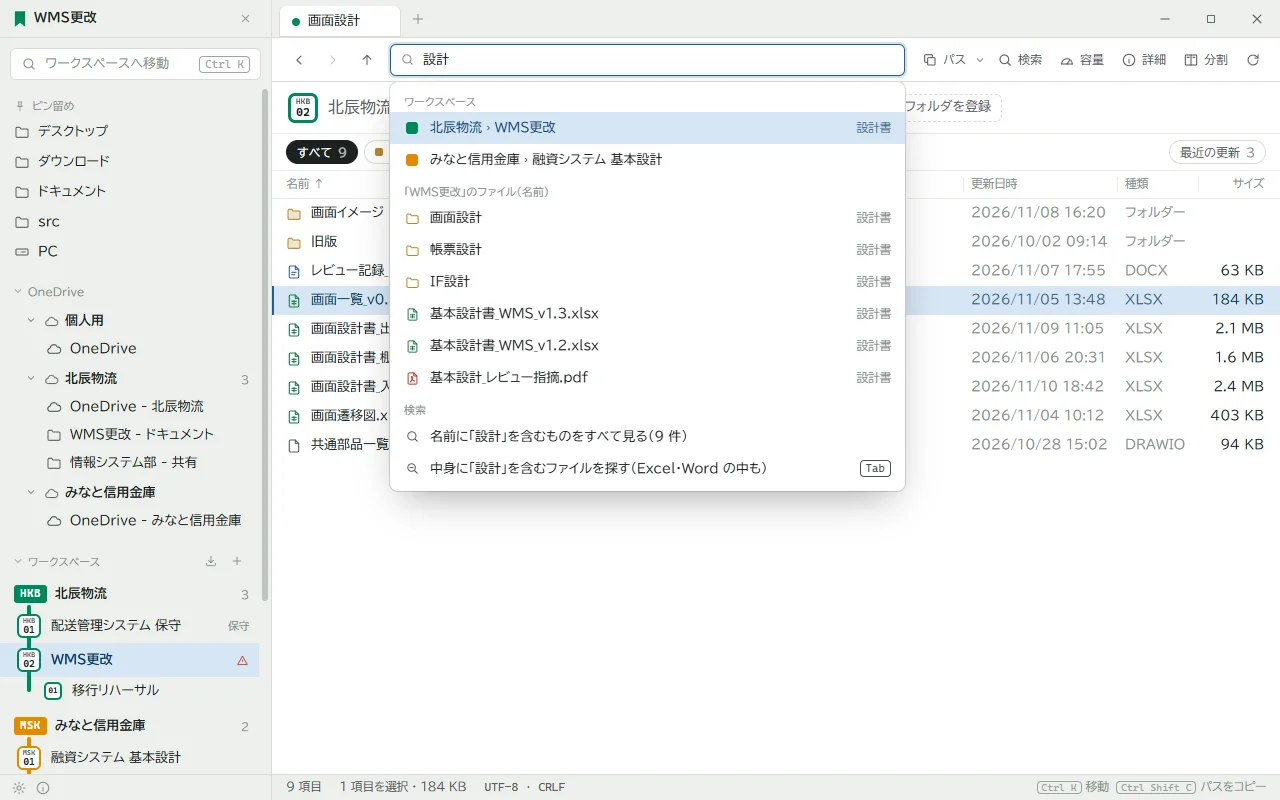 WMS更改
画面設計
ワークスペースへ移動 Ctrl K
設計
パス 検索 容量 詳細 分割
ピン留め
デスクトップ
ダウンロード
ドキュメント
src
PC
OneDrive
個人用
OneDrive
北辰物流 3
OneDrive - 北辰物流
WMS更改 - ドキュメント
情報システム部 - 共有
みなと信用金庫
OneDrive - みなと信用金庫
ワークスペース
HKB 北辰物流 3
HKB 01 配送管理システム 保守 保守
HKB 02 WMS更改
01 移行リハーサル
MSK みなと信用金庫 2
MSK 01 融資システム 基本設計
HKB 02 北辰物流
フォルダを登録
すべて 9
最近の更新 3
名前 ↑ 更新日時 種類 サイズ
画面イメージ 2026/11/08 16:20 フォルダー
旧版 2026/10/02 09:14 フォルダー
レビュー記録_ 2026/11/07 17:55 DOCX 63 KB
画面一覧_v0. 2026/11/05 13:48 XLSX 184 KB
画面設計書_出 2026/11/09 11:05 XLSX 2.1 MB
画面設計書_棚 2026/11/06 20:31 XLSX 1.6 MB
画面設計書_入 2026/11/10 18:42 XLSX 2.4 MB
画面遷移図.x 2026/11/04 10:12 XLSX 403 KB
共通部品一覧 2026/10/28 15:02 DRAWIO 94 KB
ワークスペース
北辰物流 › WMS更改 設計書
みなと信用金庫 › 融資システム 基本設計
「WMS更改」のファイル(名前)
画面設計 設計書
帳票設計 設計書
IF設計 設計書
基本設計書_WMS_v1.3.xlsx 設計書
基本設計書_WMS_v1.2.xlsx 設計書
基本設計_レビュー指摘.pdf 設計書
検索
名前に「設計」を含むものをすべて見る(9 件)
中身に「設計」を含むファイルを探す(Excel・Word の中も) Tab
9 項目 1 項目を選択・184 KB UTF-8 · CRLF
Ctrl K 移動 Ctrl Shift C パスをコピー